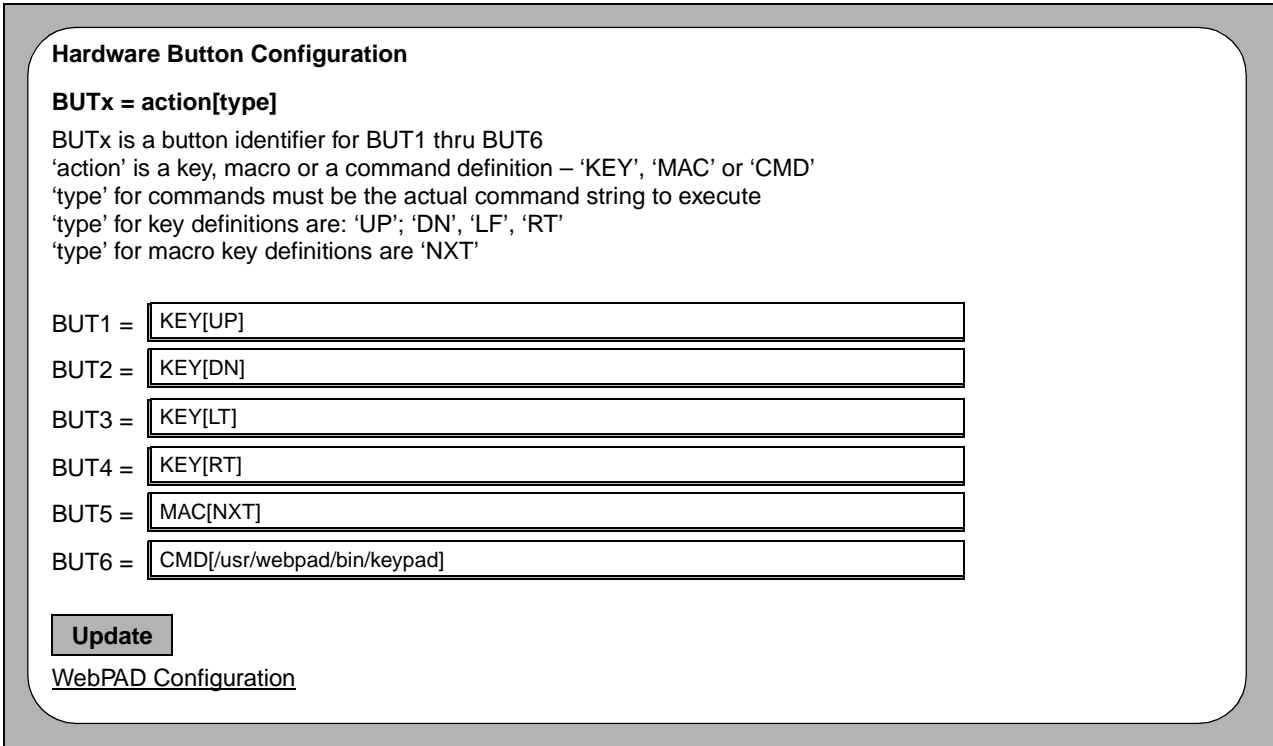 Hardware Button Configuration
BUTx = action[type]
BUTx is a button identifier for BUT1 thru BUT6
‘action’ is a key, macro or a command definition – ‘KEY’, ‘MAC’ or ‘CMD’
‘type’ for commands must be the actual command string to execute
‘type’ for key definitions are: ‘UP’; ‘DN’, ‘LF’, ‘RT’
‘type’ for macro key definitions are ‘NXT’
BUT1 = KEY[UP]
BUT2 = KEY[DN]
BUT3 = KEY[LT]
BUT4 = KEY[RT]
BUT5 = MAC[NXT]
BUT6 = CMD[/usr/webpad/bin/keypad]
Update
WebPAD Configuration